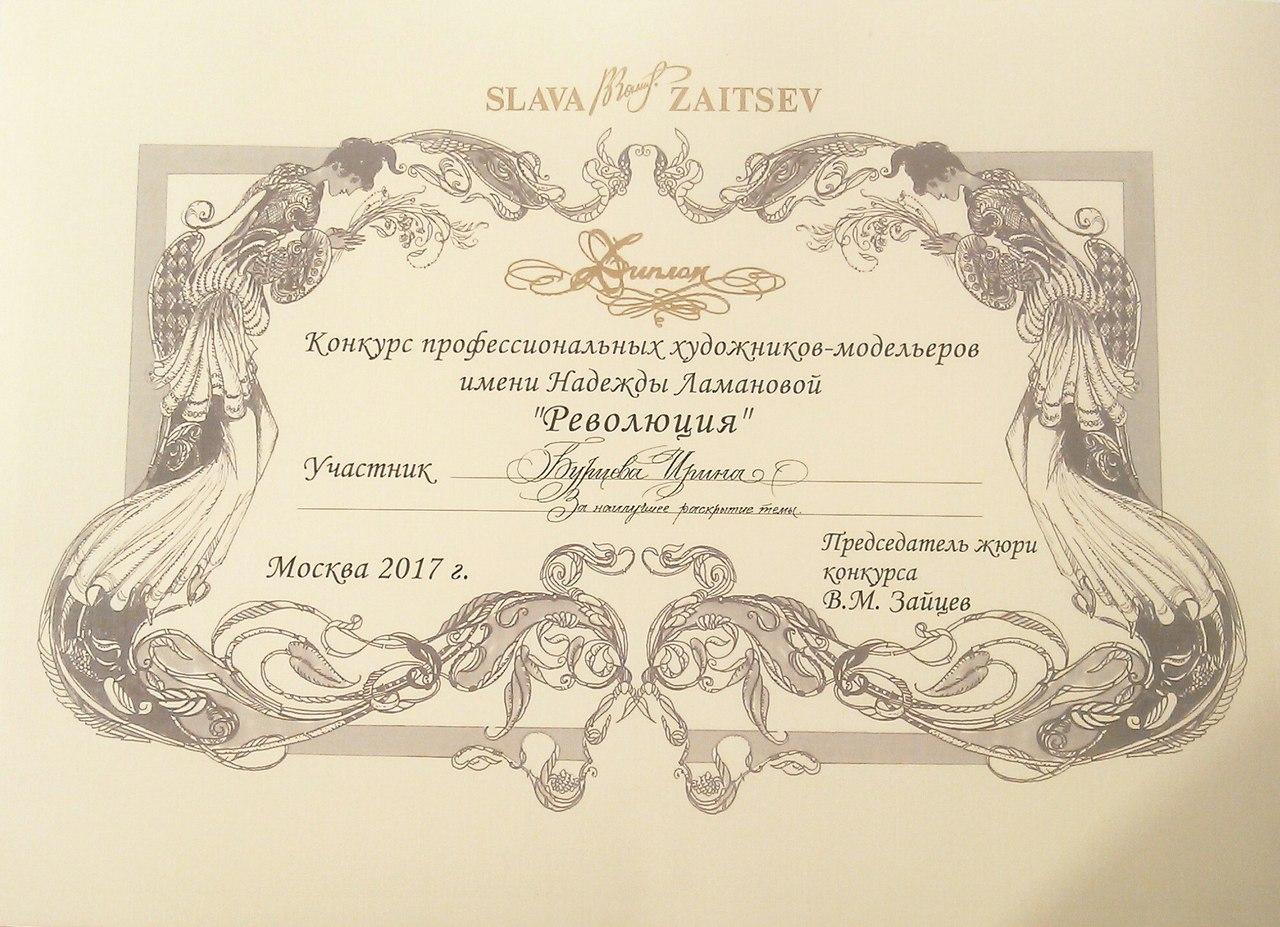 SLAVA ZAITSEV
Диплом
Конкурс профессиональных художников-модельеров
имени Надежды Ламановой
"Революция"
Участник Бурцева Ирина
За наилучшее раскрытие темы.
Москва 2017 г.
Председатель жюри
конкурса
В.М. Зайцев